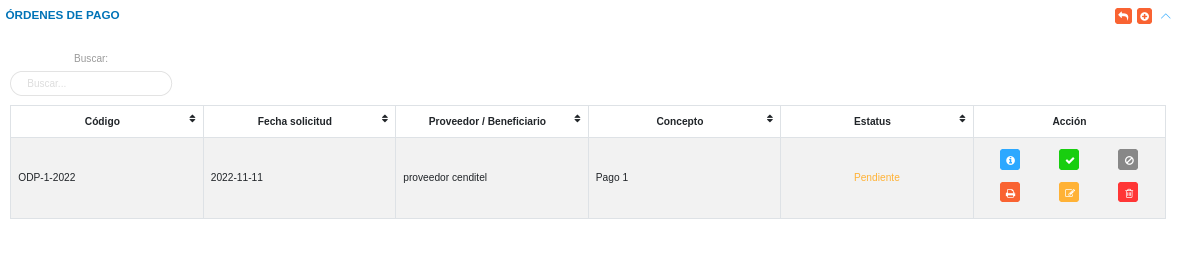 ÓRDENES DE PAGO
Buscar:
Buscar...
Código Fecha solicitud Proveedor / Beneficiario Concepto Estatus Acción
ODP-1-2022 2022-11-11 proveedor cenditel Pago 1 Pendiente